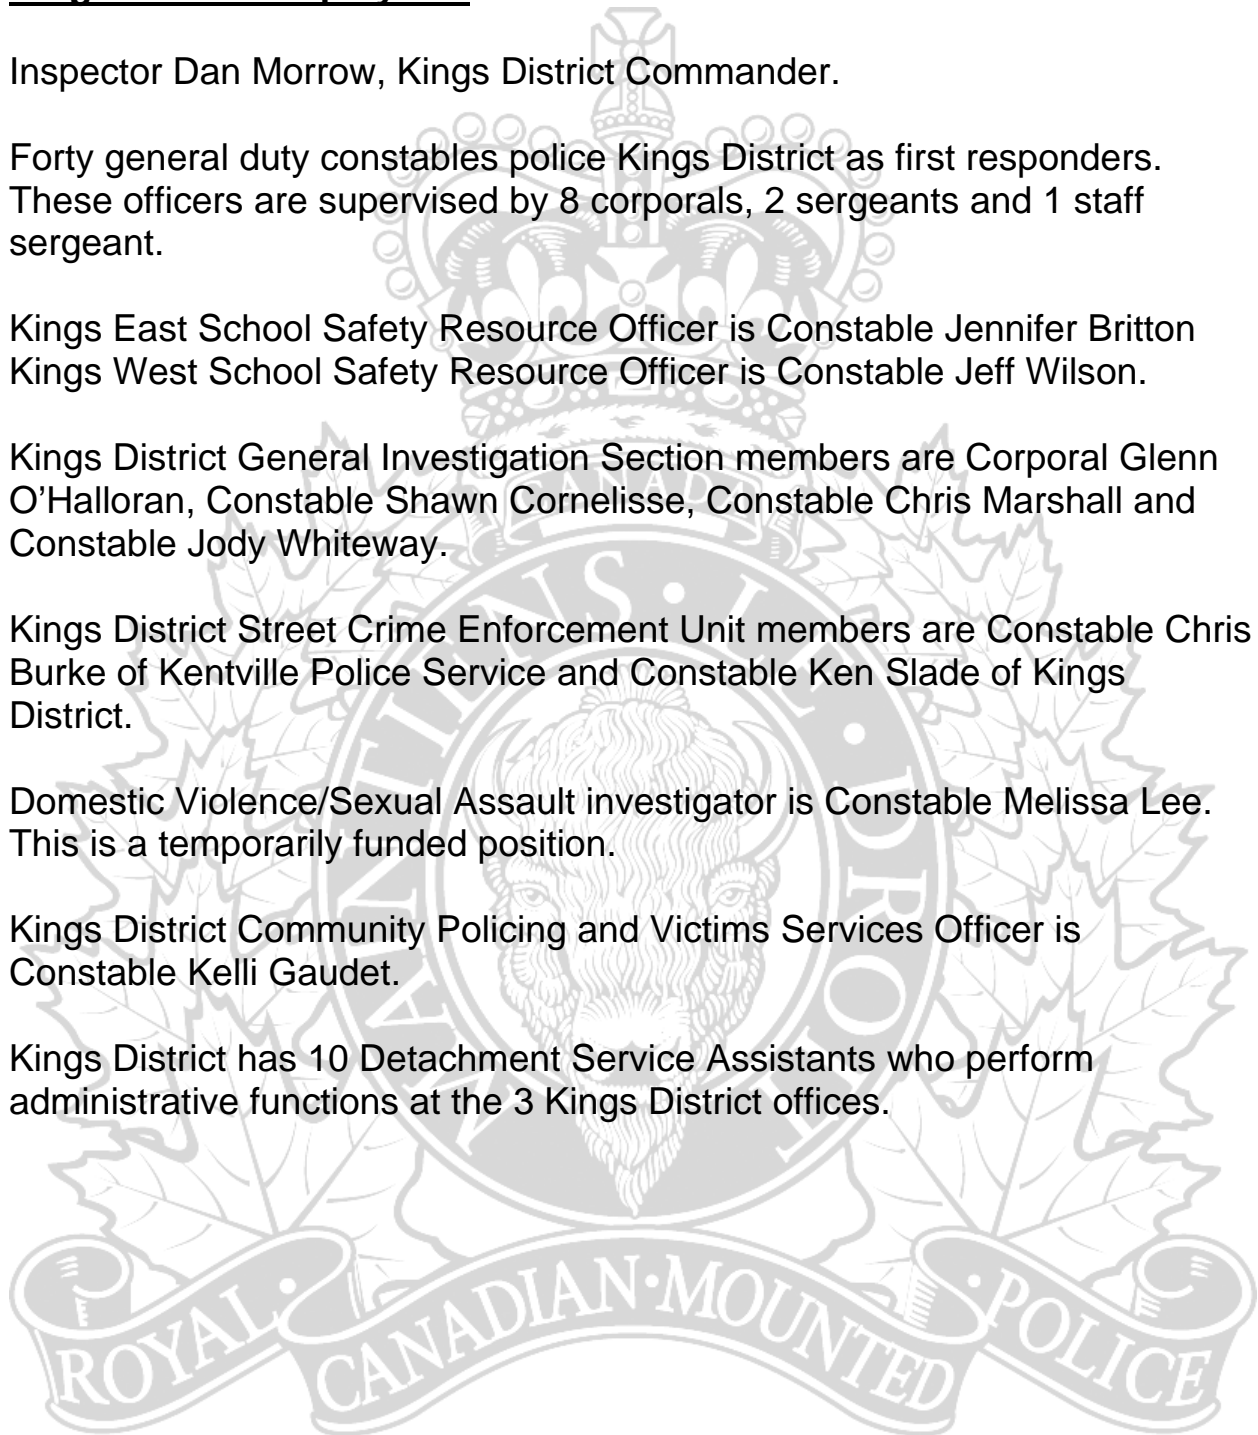 Inspector Dan Morrow, Kings District Commander.
Forty general duty constables police Kings District as first responders.
These officers are supervised by 8 corporals, 2 sergeants and 1 staff
sergeant.
Kings East School Safety Resource Officer is Constable Jennifer Britton
Kings West School Safety Resource Officer is Constable Jeff Wilson.
Kings District General Investigation Section members are Corporal Glenn
O’Halloran, Constable Shawn Cornelisse, Constable Chris Marshall and
Constable Jody Whiteway.
Kings District Street Crime Enforcement Unit members are Constable Chris
Burke of Kentville Police Service and Constable Ken Slade of Kings
District.
Domestic Violence/Sexual Assault investigator is Constable Melissa Lee.
This is a temporarily funded position.
Kings District Community Policing and Victims Services Officer is
Constable Kelli Gaudet.
Kings District has 10 Detachment Service Assistants who perform
administrative functions at the 3 Kings District offices.
CANADA
MAINTIENS · LE · DROIT
ROYAL · CANADIAN · MOUNTED · POLICE